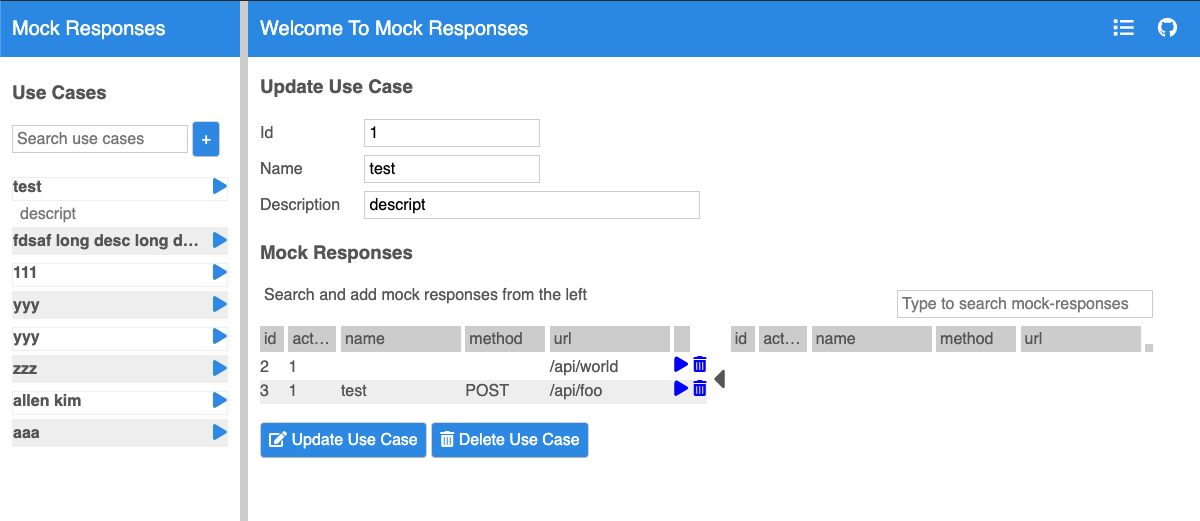 Mock Responses
Welcome To Mock Responses
Use Cases
Search use cases
+
test
descript
fdsaf long desc long d...
111
yyy
yyy
zzz
allen kim
aaa
Update Use Case
Id 1
Name test
Description descript
Mock Responses
Search and add mock responses from the left
Type to search mock-responses
id act... name method url
2 1 /api/world
3 1 test POST /api/foo
id act... name method url
Update Use Case Delete Use Case